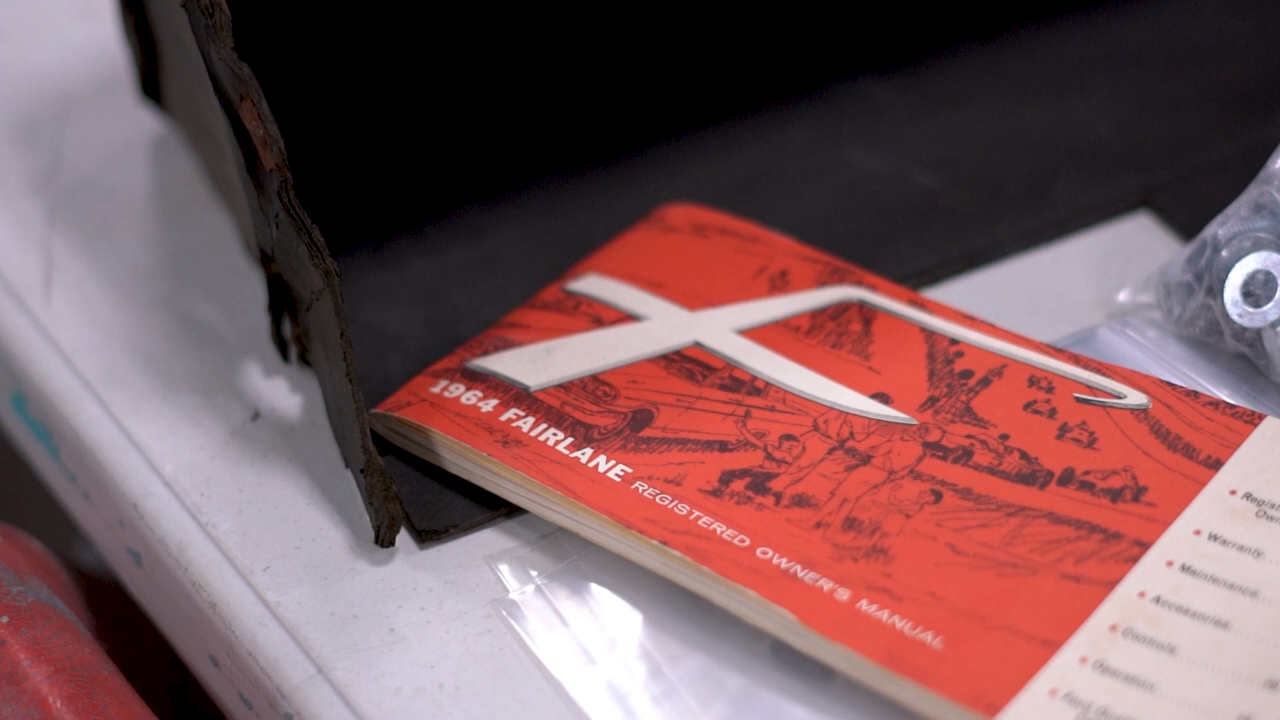 1964 FAIRLANE REGISTERED OWNER'S MANUAL
Warranty
Maintenance
Accessories
Controls
Operation